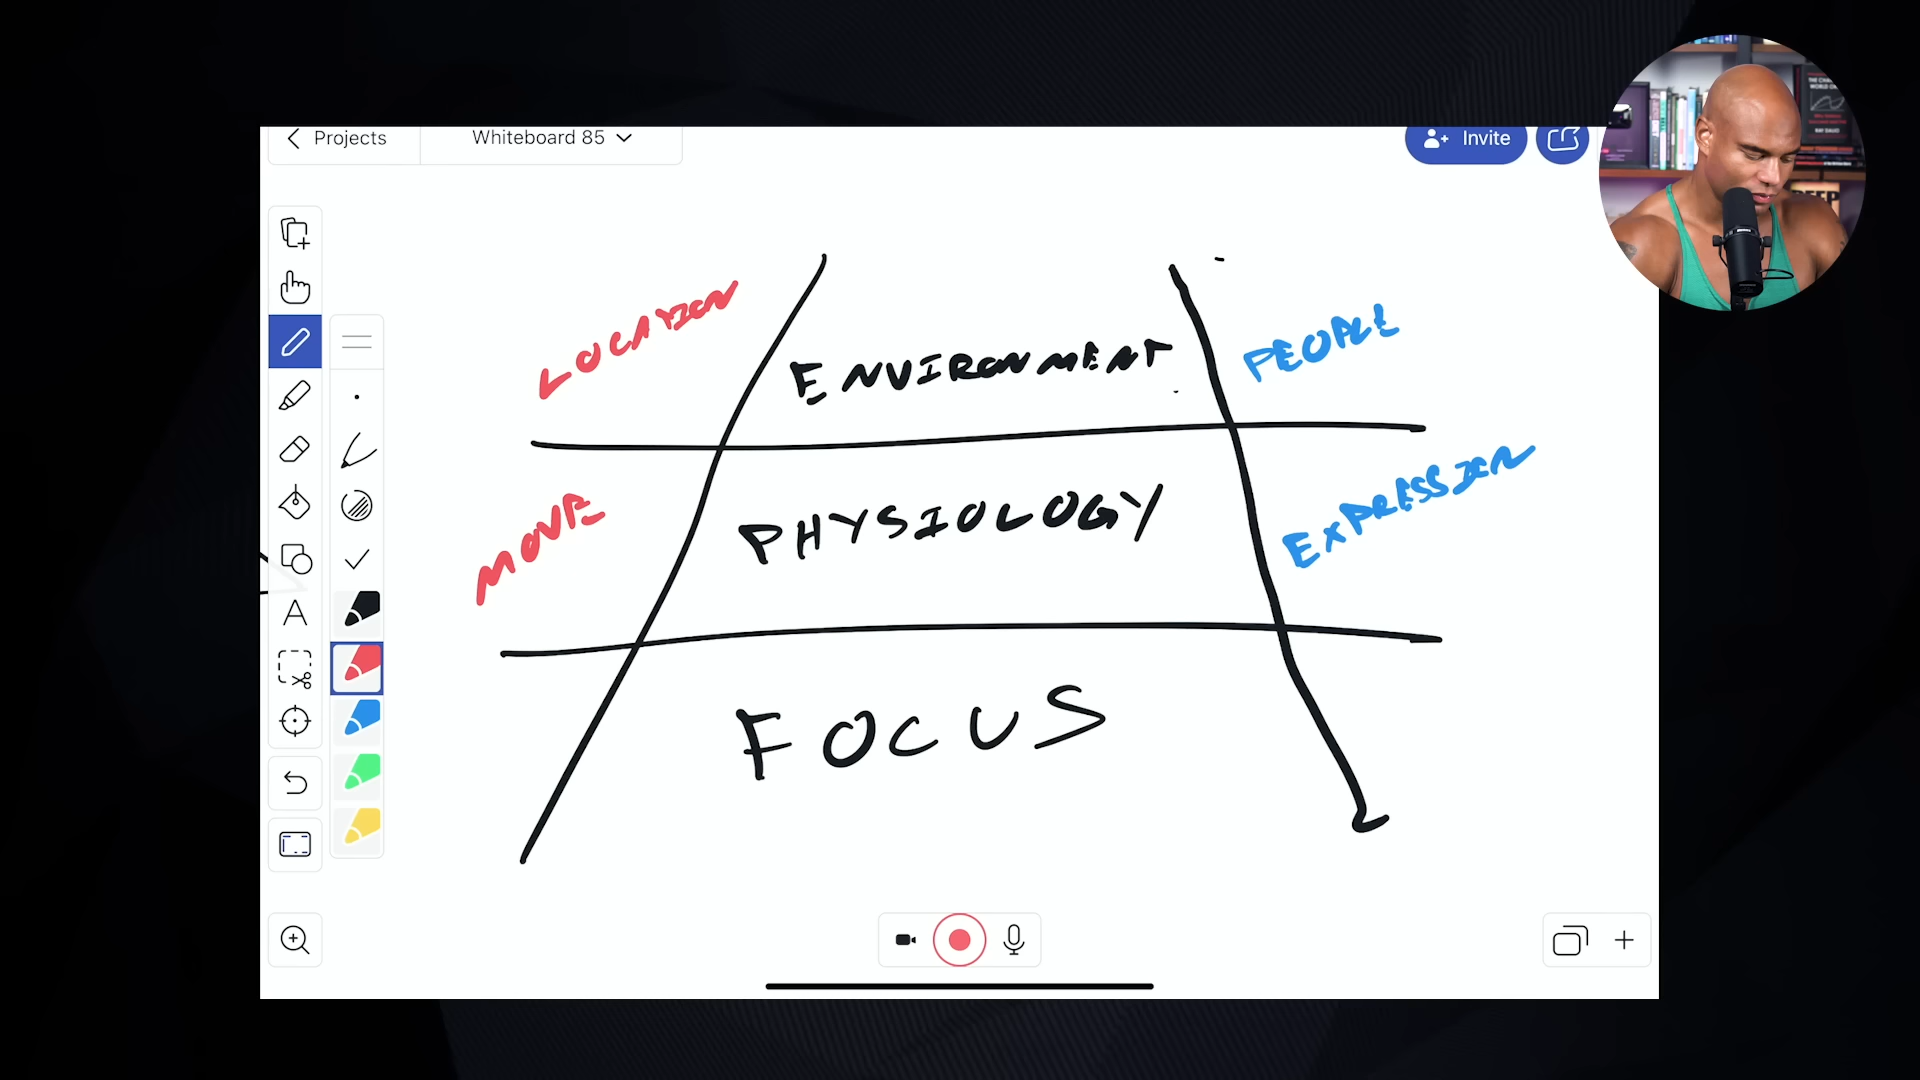 Projects
Whiteboard 85
Invite
LOCATION
ENVIRONMENT
PEOPLE
MOVE
PHYSIOLOGY
EXPRESSION
FOCUS
A